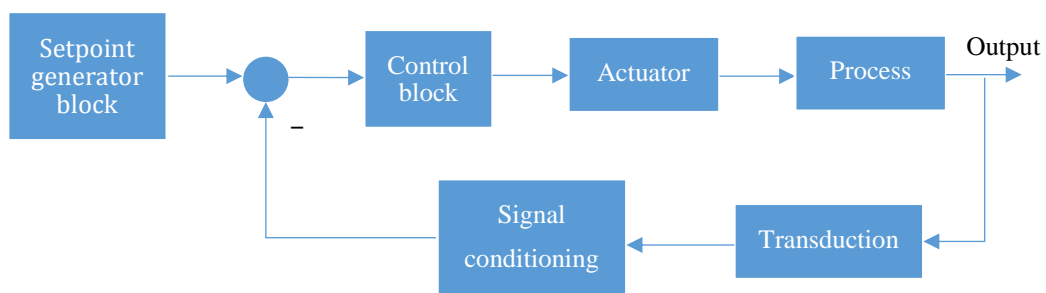 Setpoint
generator
block
Control
block
Actuator
Process
Output
–
Signal
conditioning
Transduction